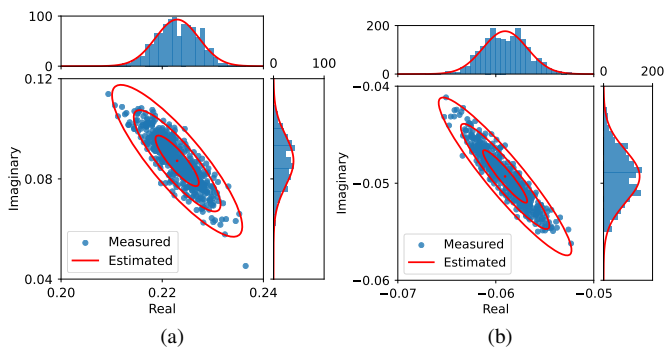 100
0
0 100
0.12
0.08
0.04
Imaginary
Measured
Estimated
0.20 0.22 0.24
Real
(a)
200
0
0 200
−0.04
−0.05
−0.06
Imaginary
Measured
Estimated
−0.07 −0.06 −0.05
Real
(b)